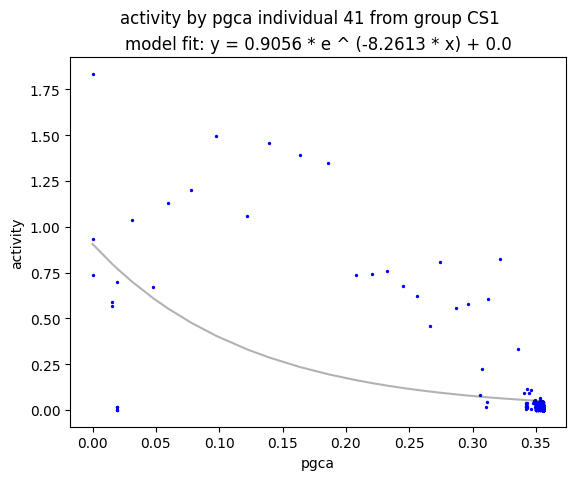 activity by pgca individual 41 from group CS1
model fit: y = 0.9056 * e ^ (-8.2613 * x) + 0.0
1.75
1.50
1.25
1.00
0.75
0.50
0.25
0.00
activity
0.00 0.05 0.10 0.15 0.20 0.25 0.30 0.35
pgca